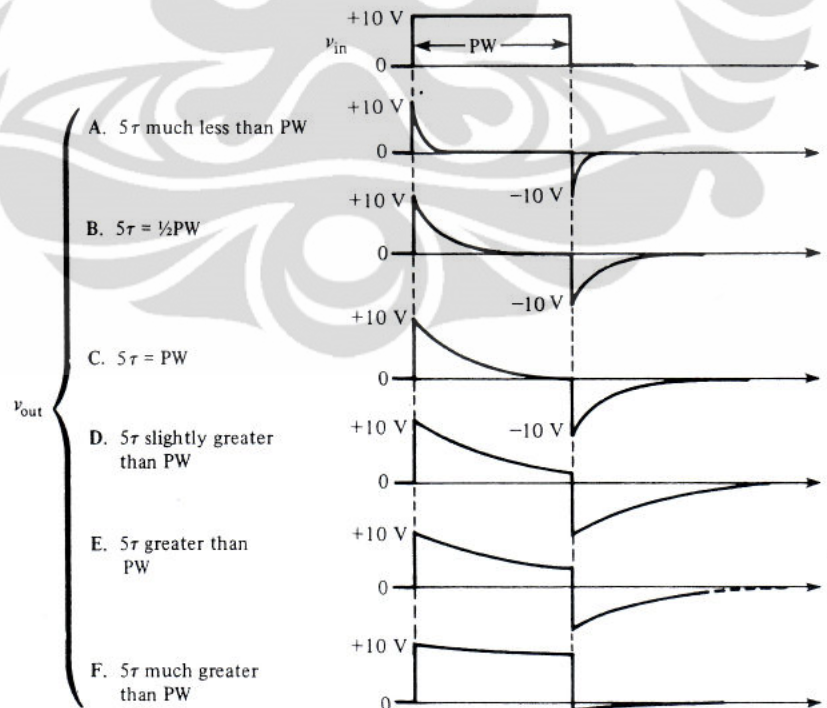 +10 V
v_in
PW
0
+10 V
A. 5τ much less than PW
0
−10 V
+10 V
B. 5τ = ½PW
0
−10 V
+10 V
C. 5τ = PW
0
v_out
−10 V
+10 V
D. 5τ slightly greater
than PW
0
+10 V
E. 5τ greater than
PW
0
+10 V
F. 5τ much greater
than PW
0